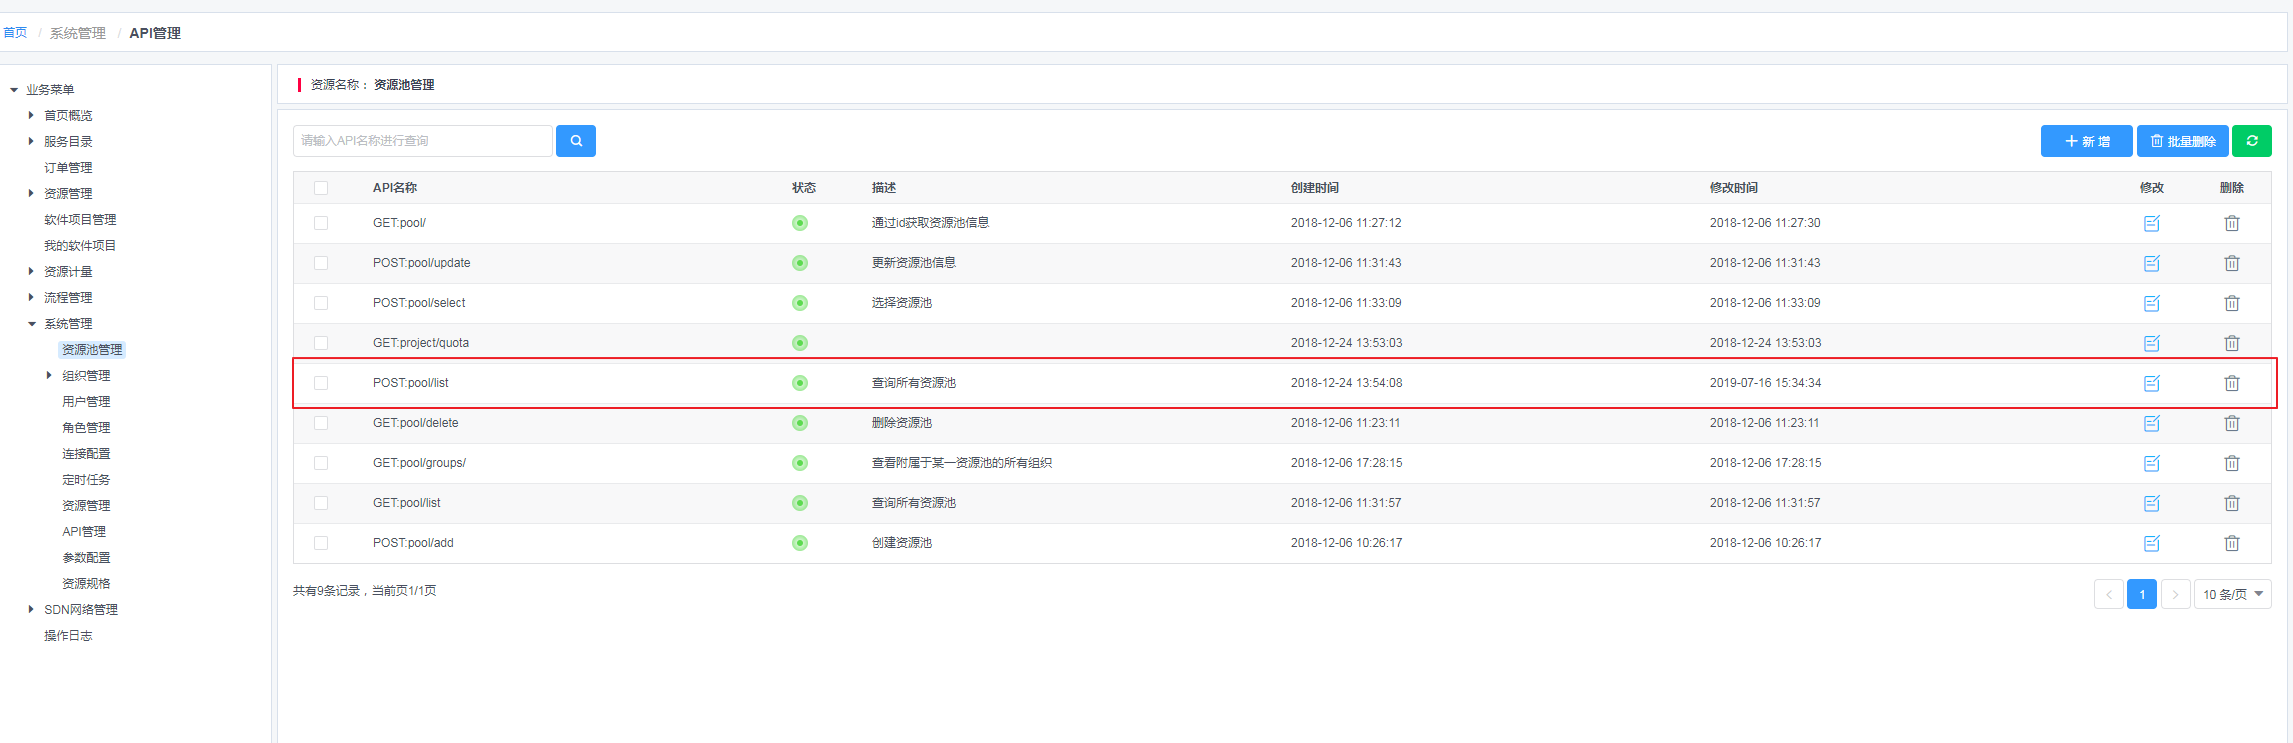 首页 / 系统管理 / API管理
业务菜单
首页概览
服务目录
订单管理
资源管理
软件项目管理
我的软件项目
资源计量
流程管理
系统管理
资源池管理
组织管理
用户管理
角色管理
连接配置
定时任务
资源管理
API管理
参数配置
资源规格
SDN网络管理
操作日志
资源名称： 资源池管理
请输入API名称进行查询
新 增 批量删除
API名称 状态 描述 创建时间 修改时间 修改 删除
GET:pool/ 通过id获取资源池信息 2018-12-06 11:27:12 2018-12-06 11:27:30
POST:pool/update 更新资源池信息 2018-12-06 11:31:43 2018-12-06 11:31:43
POST:pool/select 选择资源池 2018-12-06 11:33:09 2018-12-06 11:33:09
GET:project/quota 2018-12-24 13:53:03 2018-12-24 13:53:03
POST:pool/list 查询所有资源池 2018-12-24 13:54:08 2019-07-16 15:34:34
GET:pool/delete 删除资源池 2018-12-06 11:23:11 2018-12-06 11:23:11
GET:pool/groups/ 查看附属于某一资源池的所有组织 2018-12-06 17:28:15 2018-12-06 17:28:15
GET:pool/list 查询所有资源池 2018-12-06 11:31:57 2018-12-06 11:31:57
POST:pool/add 创建资源池 2018-12-06 10:26:17 2018-12-06 10:26:17
共有9条记录，当前页1/1页
1 10 条/页